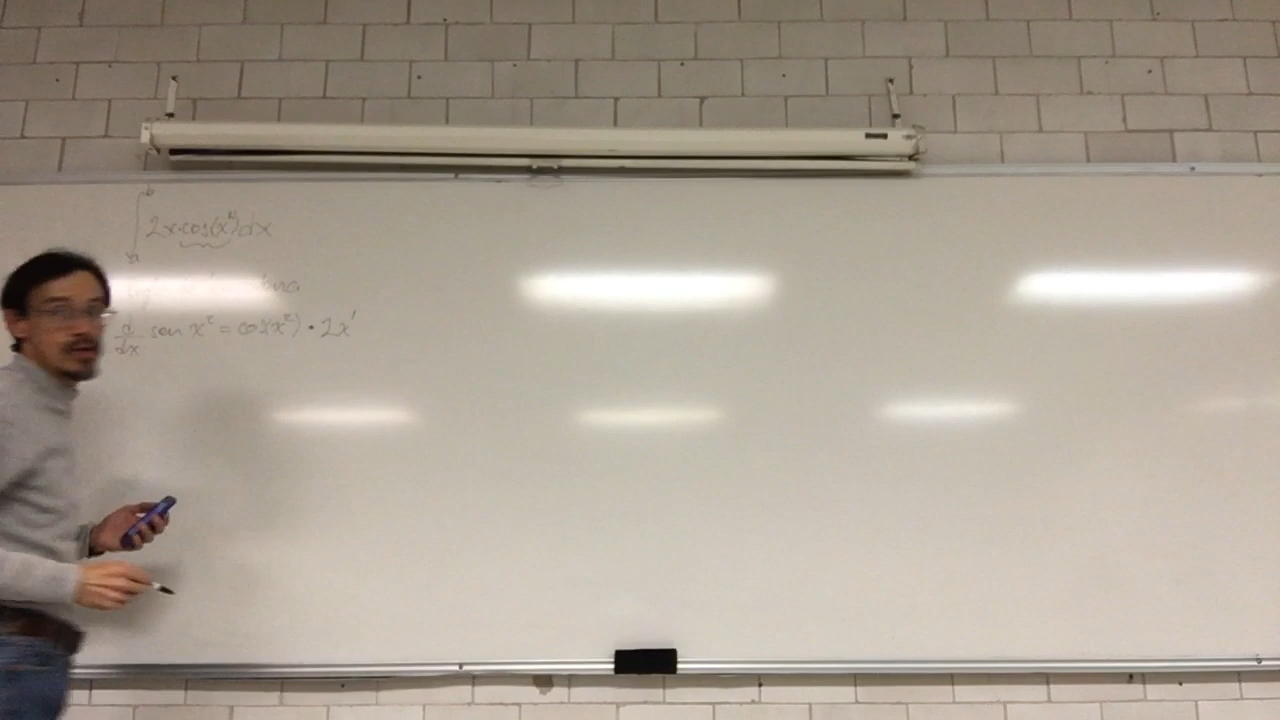 ∫ₐᵇ 2x·cos(x²)dx
d/dx sen x² = cos(x²) · 2x'